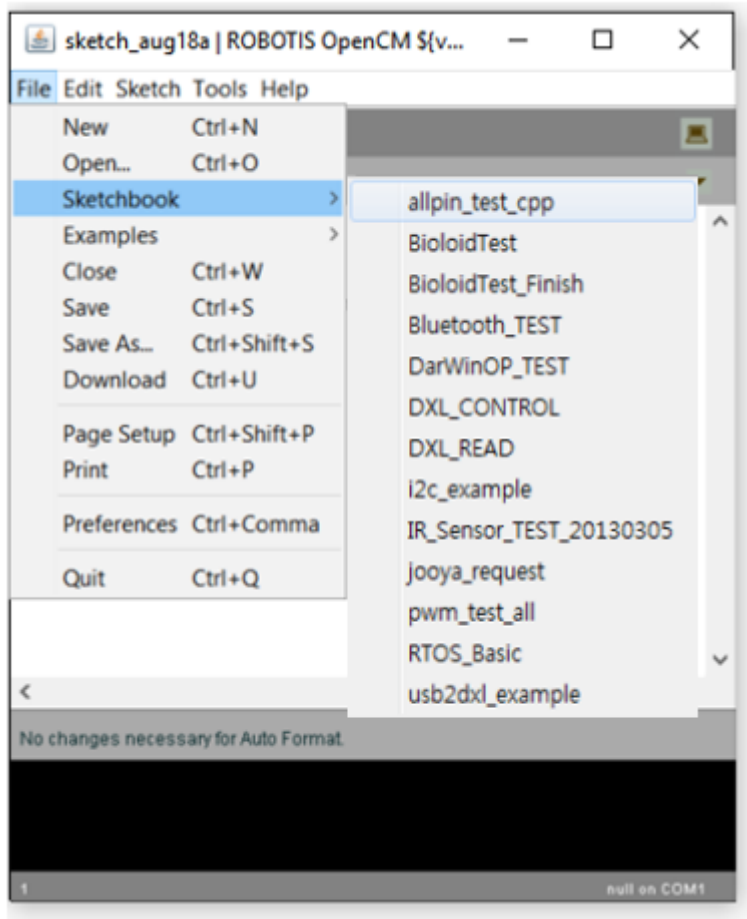 sketch_aug18a | ROBOTIS OpenCM ${v...
File Edit Sketch Tools Help
New Ctrl+N
Open... Ctrl+O
Sketchbook
Examples
Close Ctrl+W
Save Ctrl+S
Save As... Ctrl+Shift+S
Download Ctrl+U
Page Setup Ctrl+Shift+P
Print Ctrl+P
Preferences Ctrl+Comma
Quit Ctrl+Q
allpin_test_cpp
BioloidTest
BioloidTest_Finish
Bluetooth_TEST
DarWinOP_TEST
DXL_CONTROL
DXL_READ
i2c_example
IR_Sensor_TEST_20130305
jooya_request
pwm_test_all
RTOS_Basic
usb2dxl_example
No changes necessary for Auto Format.
1 null on COM1